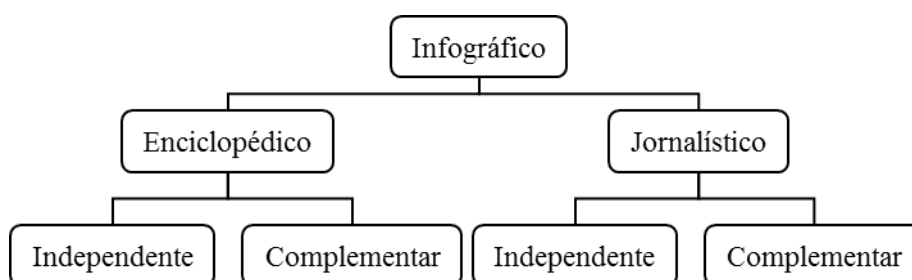 Infográfico
Enciclopédico
Jornalístico
Independente
Complementar
Independente
Complementar